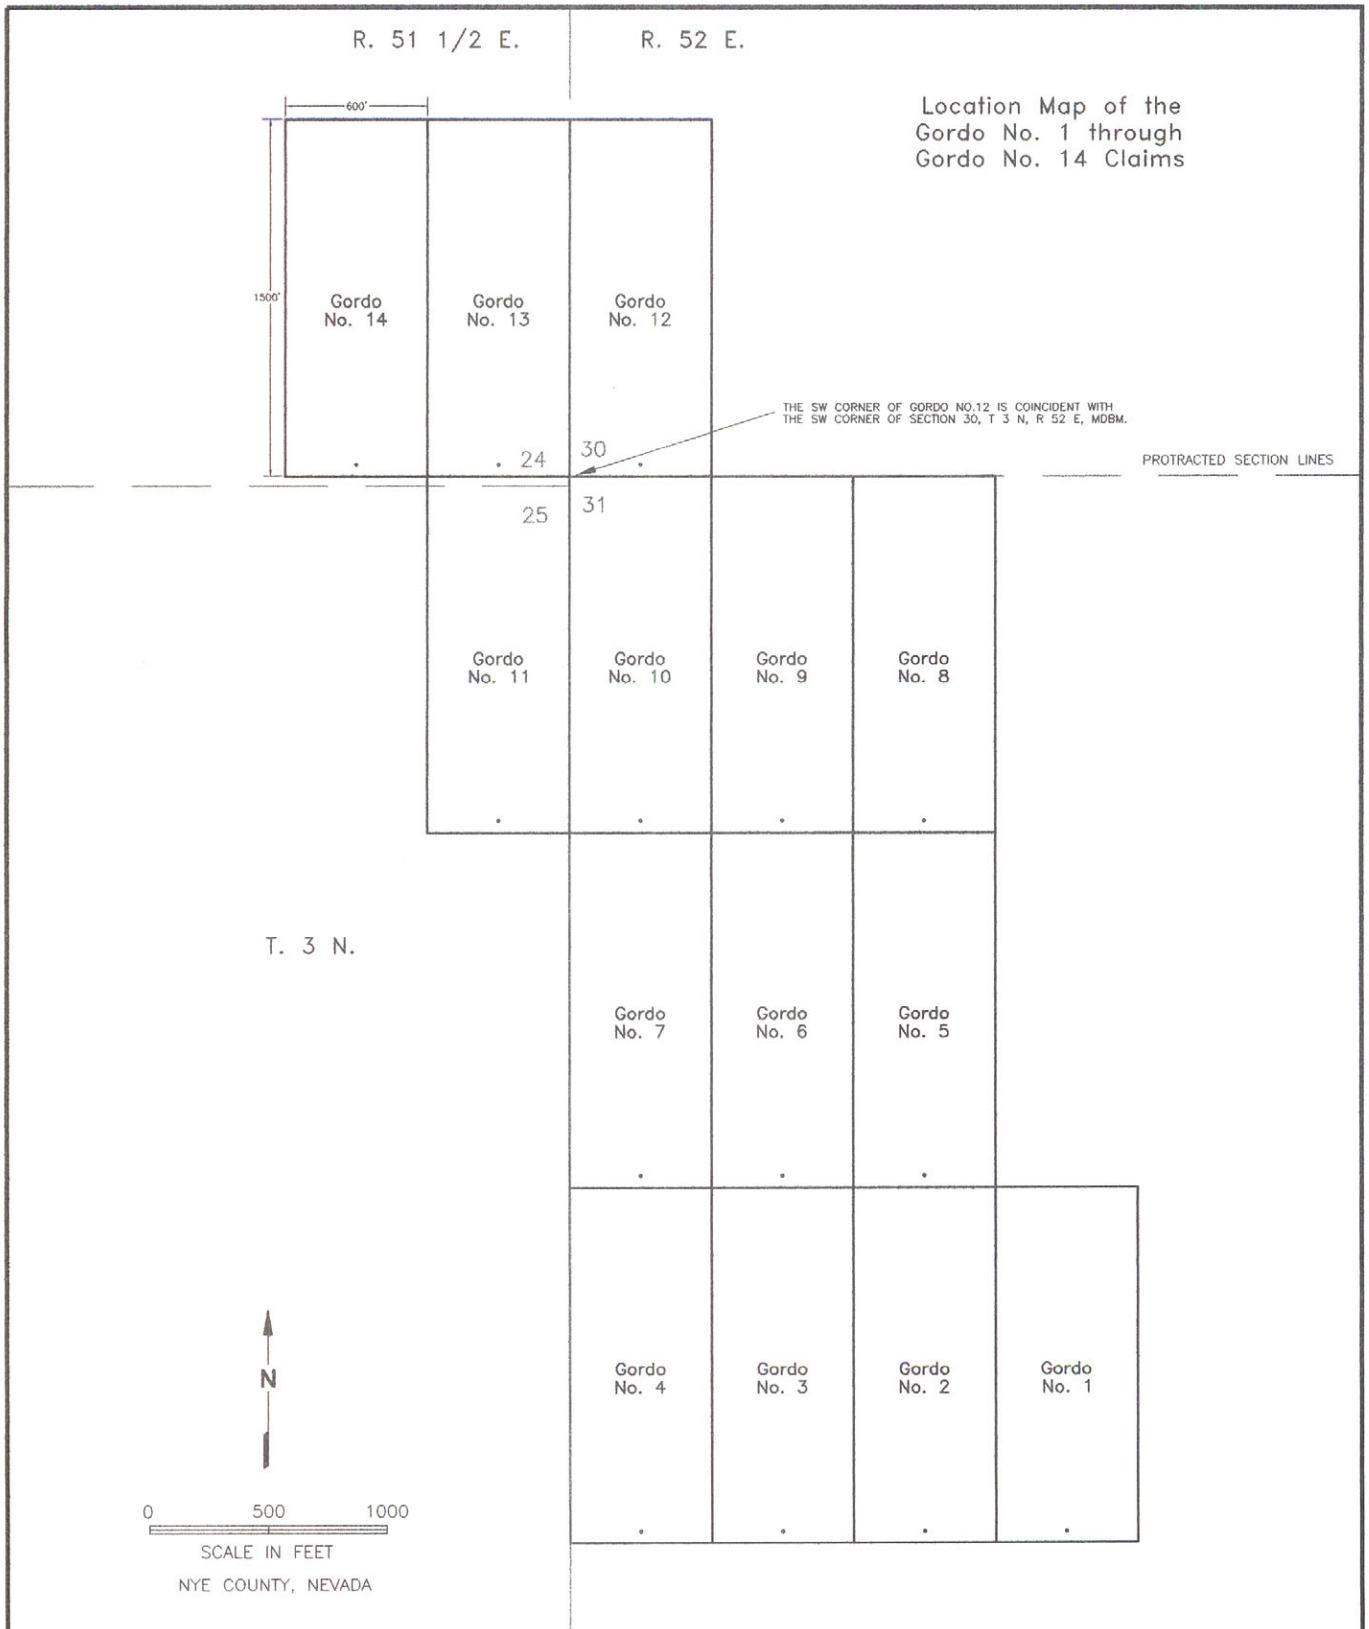 R. 51 1/2 E.
R. 52 E.
Location Map of the
Gordo No. 1 through
Gordo No. 14 Claims
600'
1500'
Gordo
No. 14
Gordo
No. 13
Gordo
No. 12
THE SW CORNER OF GORDO NO.12 IS COINCIDENT WITH
THE SW CORNER OF SECTION 30, T 3 N, R 52 E, MDBM.
24
30
PROTRACTED SECTION LINES
25
31
Gordo
No. 11
Gordo
No. 10
Gordo
No. 9
Gordo
No. 8
T. 3 N.
Gordo
No. 7
Gordo
No. 6
Gordo
No. 5
Gordo
No. 4
Gordo
No. 3
Gordo
No. 2
Gordo
No. 1
N
0 500 1000
SCALE IN FEET
NYE COUNTY, NEVADA